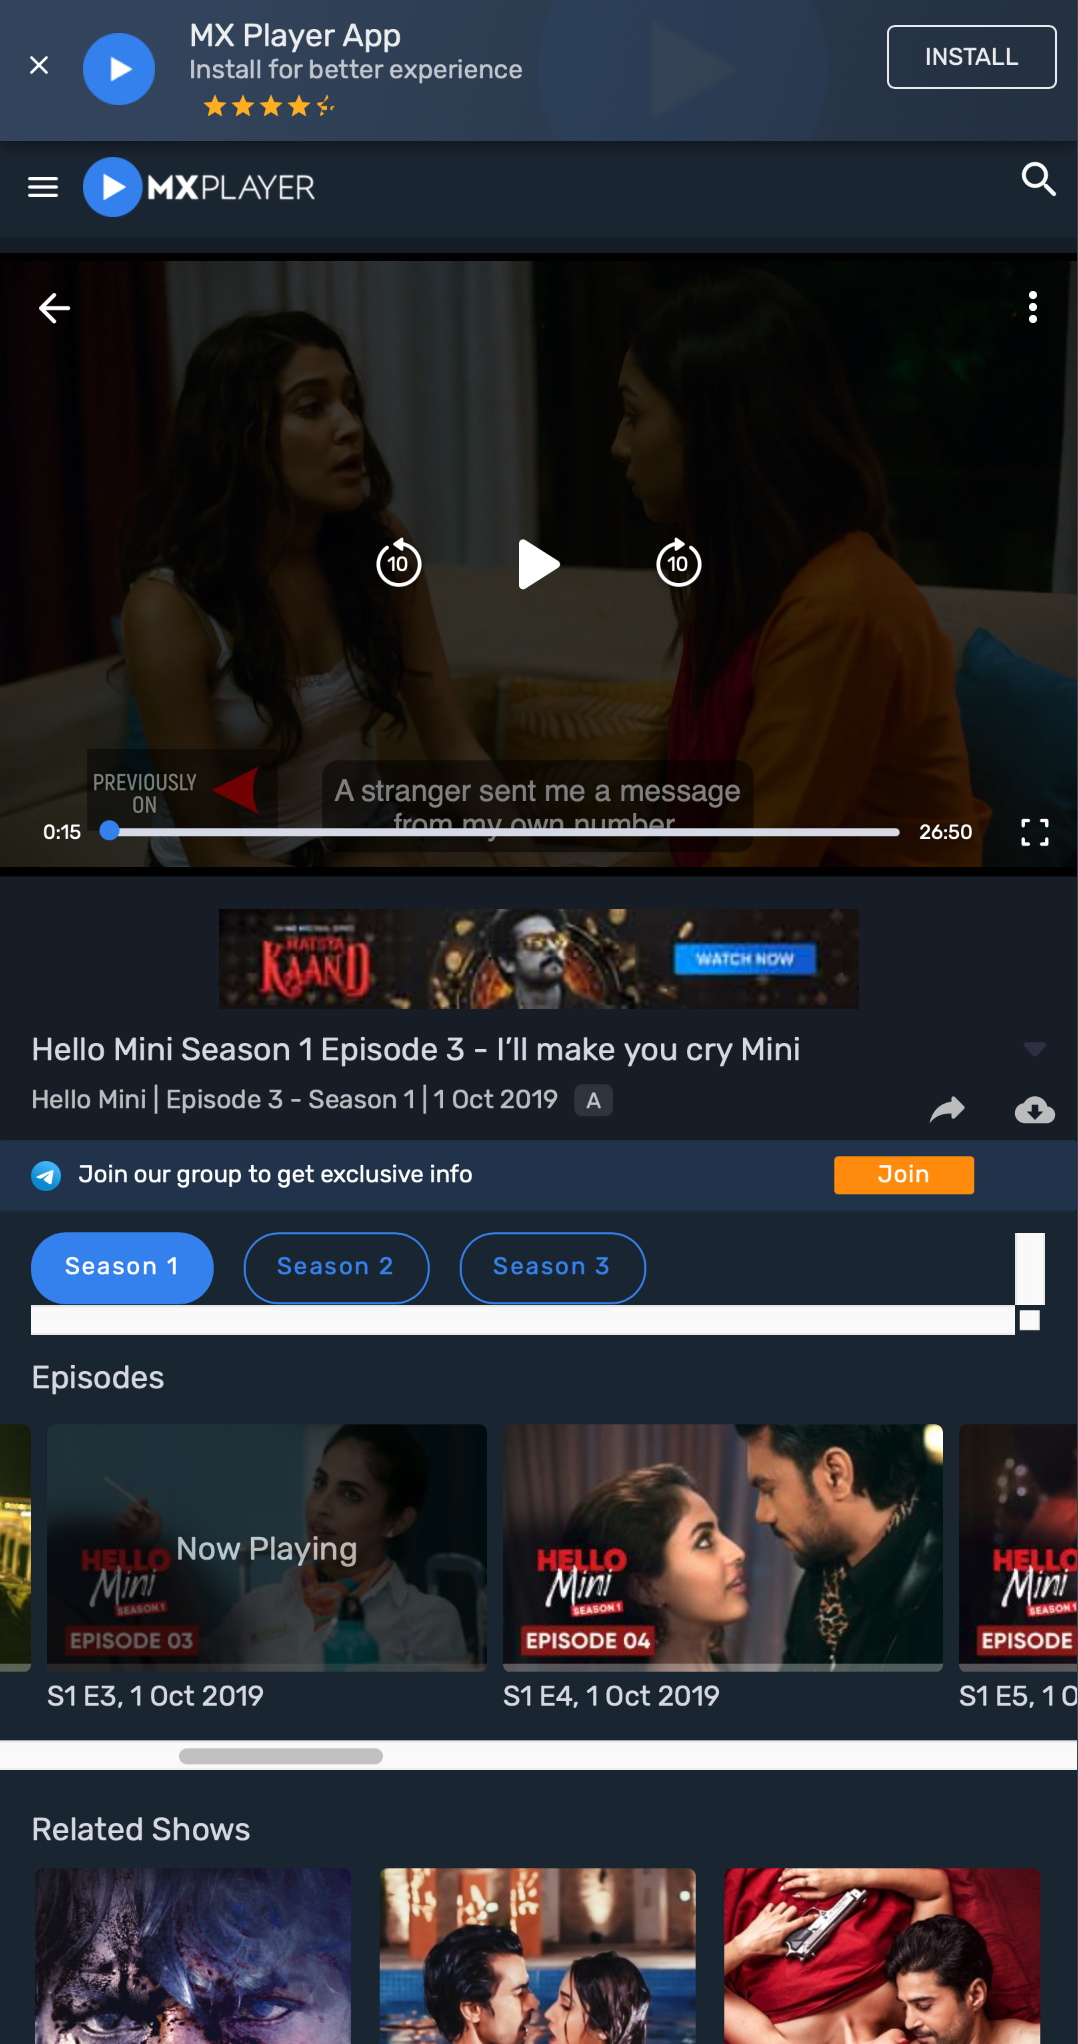 MX Player App
Install for better experience
INSTALL
MXPLAYER
10
10
PREVIOUSLY
ON
A stranger sent me a message
from my own number
0:15
26:50
MATSYA
KAAND
WATCH NOW
Hello Mini Season 1 Episode 3 - I'll make you cry Mini
Hello Mini | Episode 3 - Season 1 | 1 Oct 2019 A
Join our group to get exclusive info
Join
Season 1
Season 2
Season 3
Episodes
Now Playing
HELLO
Mini
SEASON 1
EPISODE 03
HELLO
Mini
SEASON 1
EPISODE 04
HELLO
Mini
SEASON 1
EPISODE
S1 E3, 1 Oct 2019
S1 E4, 1 Oct 2019
S1 E5, 1 O
Related Shows